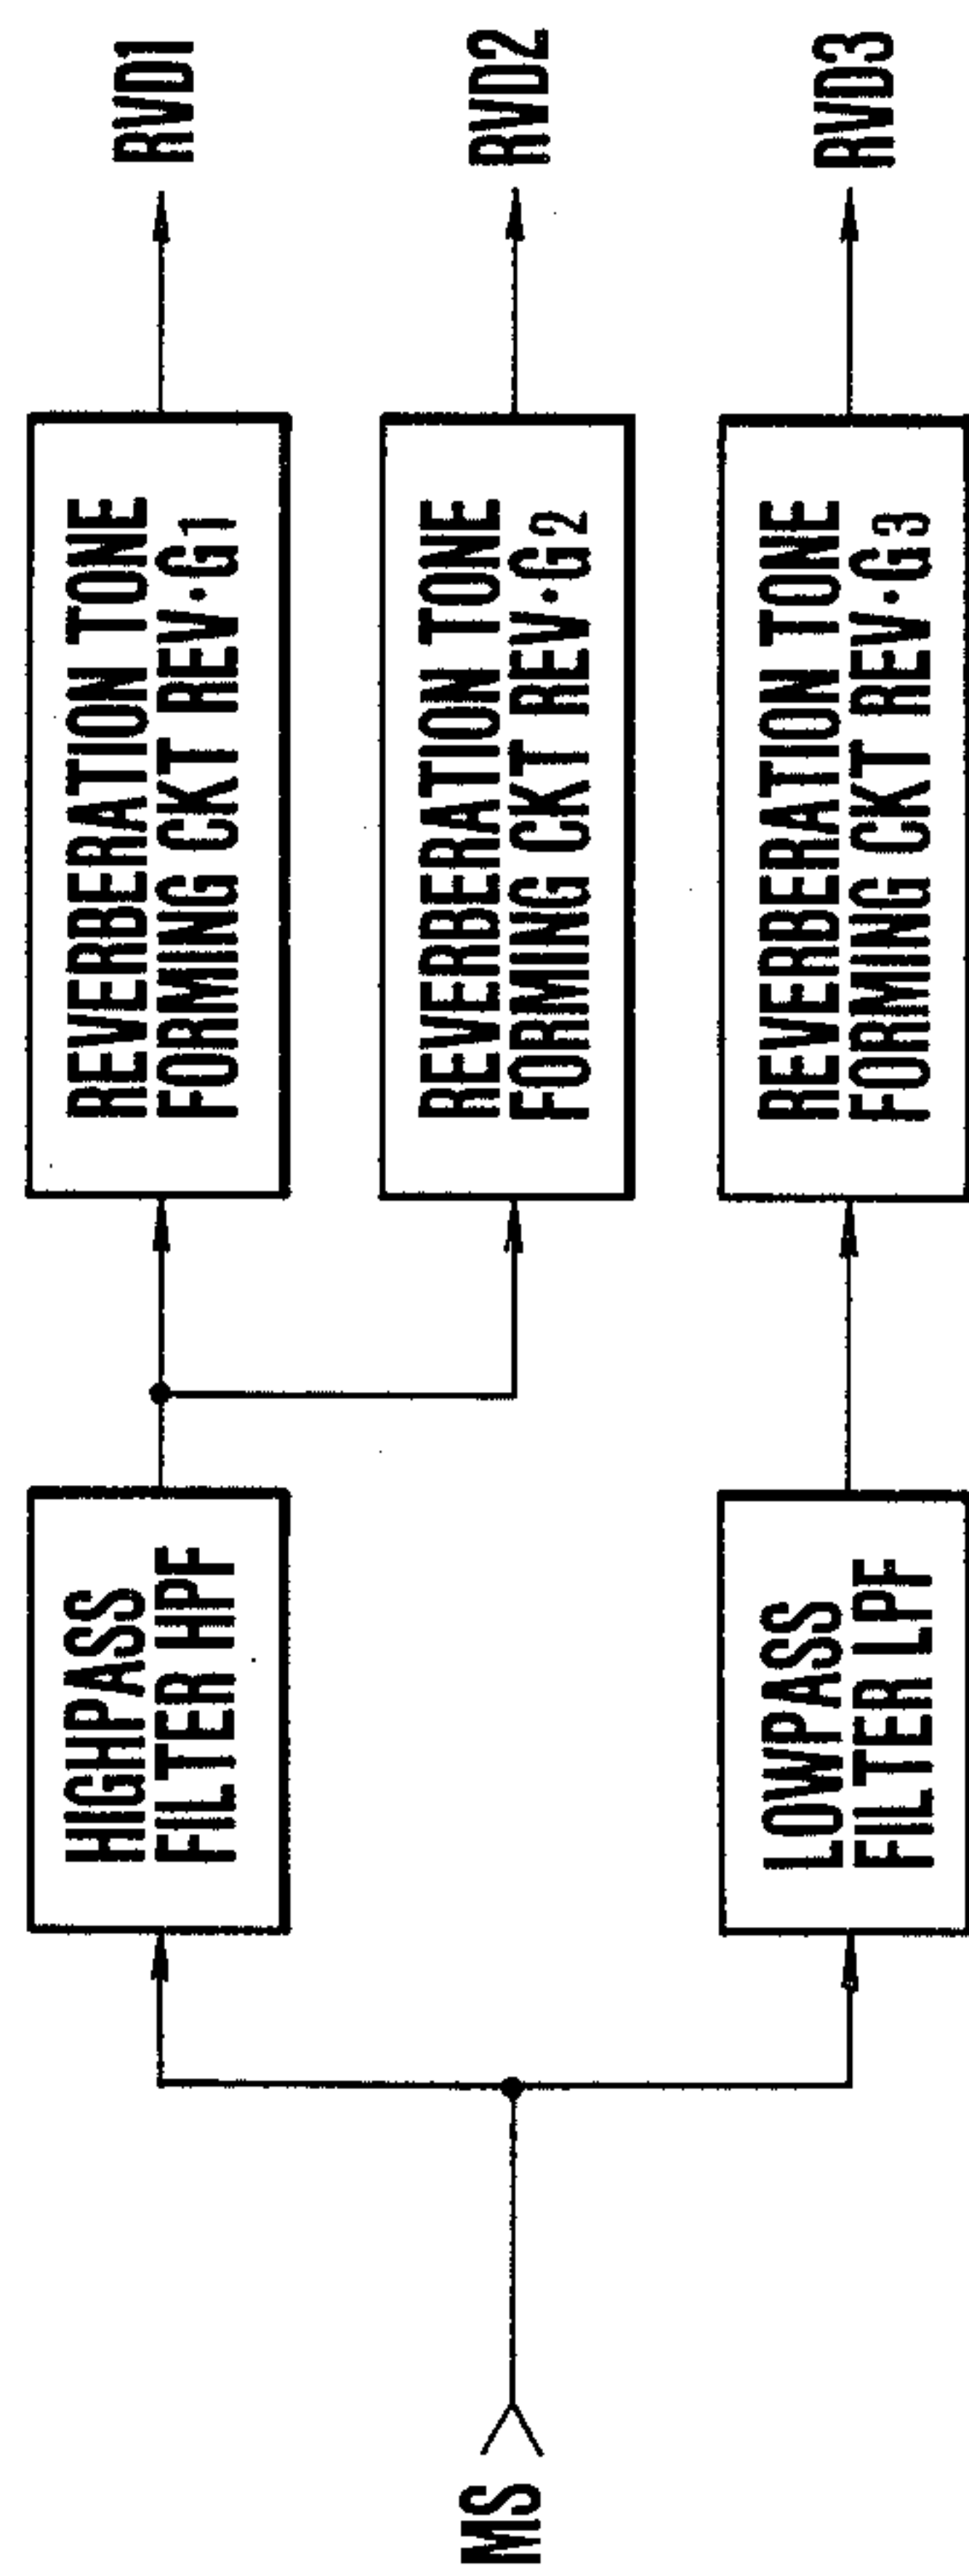 MS
HIGHPASS
FILTER HPF
LOWPASS
FILTER LPF
REVERBERATION TONE
FORMING CKT REV·G1
REVERBERATION TONE
FORMING CKT REV·G2
REVERBERATION TONE
FORMING CKT REV·G3
RVD1
RVD2
RVD3